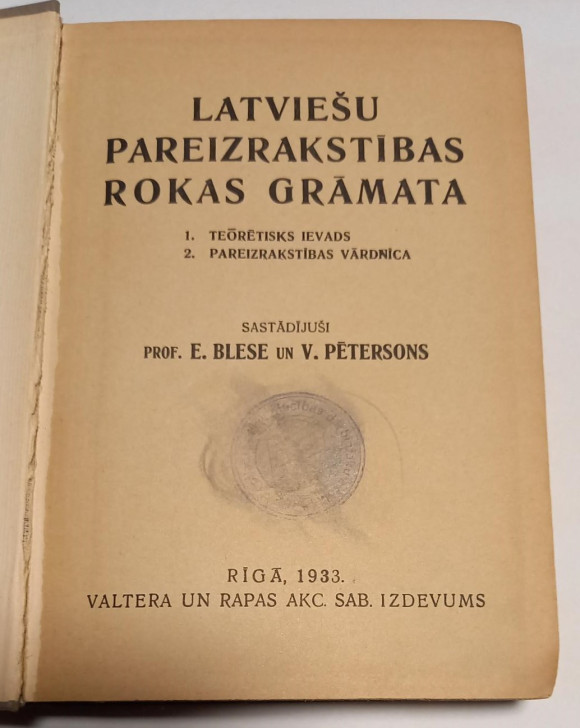 LATVIEŠU
PAREIZRAKSTĪBAS
ROKAS GRĀMATA
1. TEŌRĒTISKS IEVADS
2. PAREIZRAKSTĪBAS VĀRDNĪCA
SASTĀDĪJUŠI
PROF. E. BLESE UN V. PĒTERSONS
RĪGĀ, 1933.
VALTERA UN RAPAS AKC. SAB. IZDEVUMS